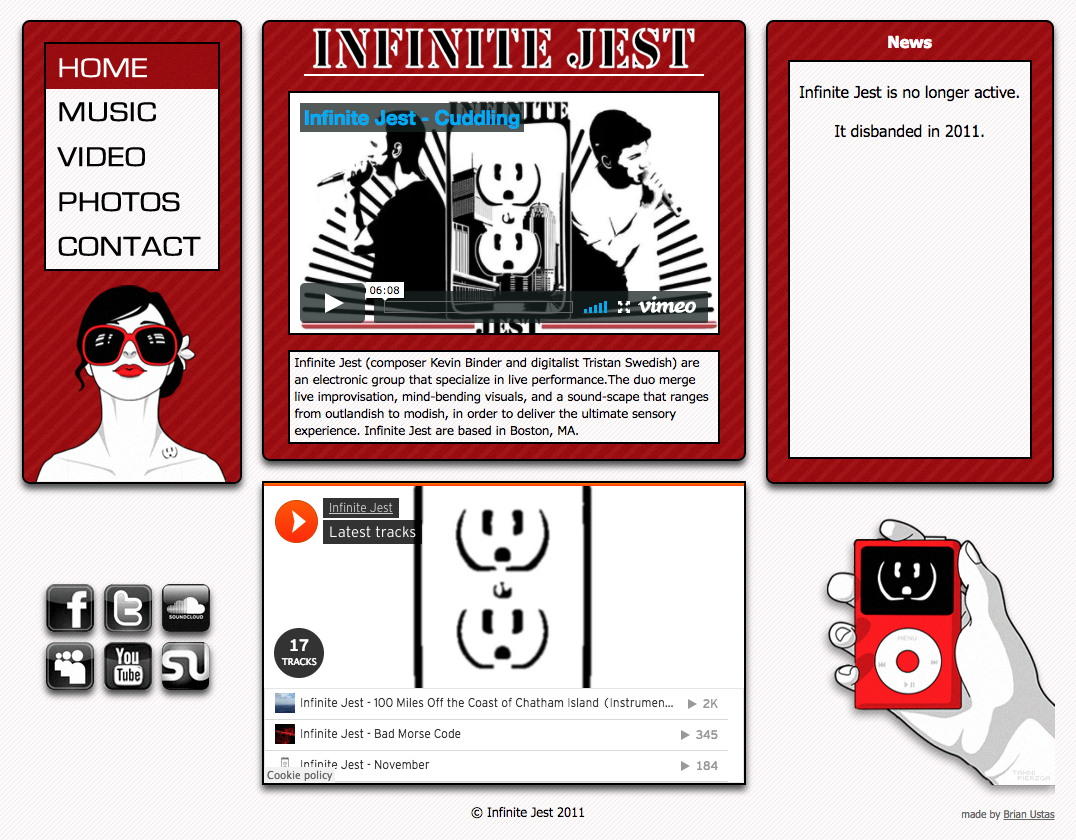 HOME
MUSIC
VIDEO
PHOTOS
CONTACT
INFINITE JEST
INFINITE
Infinite Jest - Cuddling
06:08
vimeo
JEST
Infinite Jest (composer Kevin Binder and digitalist Tristan Swedish) are
an electronic group that specialize in live performance.The duo merge
live improvisation, mind-bending visuals, and a sound-scape that ranges
from outlandish to modish, in order to deliver the ultimate sensory
experience. Infinite Jest are based in Boston, MA.
News
Infinite Jest is no longer active.
It disbanded in 2011.
Infinite Jest
Latest tracks
17
TRACKS
Infinite Jest - 100 Miles Off the Coast of Chatham Island (Instrumen... 2K
Infinite Jest - Bad Morse Code 345
Infinite Jest - November 184
Cookie policy
f
t
SOUNDCLOUD
You
Tube
SU
MENU
TAHNI
PIERZGA
© Infinite Jest 2011
made by Brian Ustas